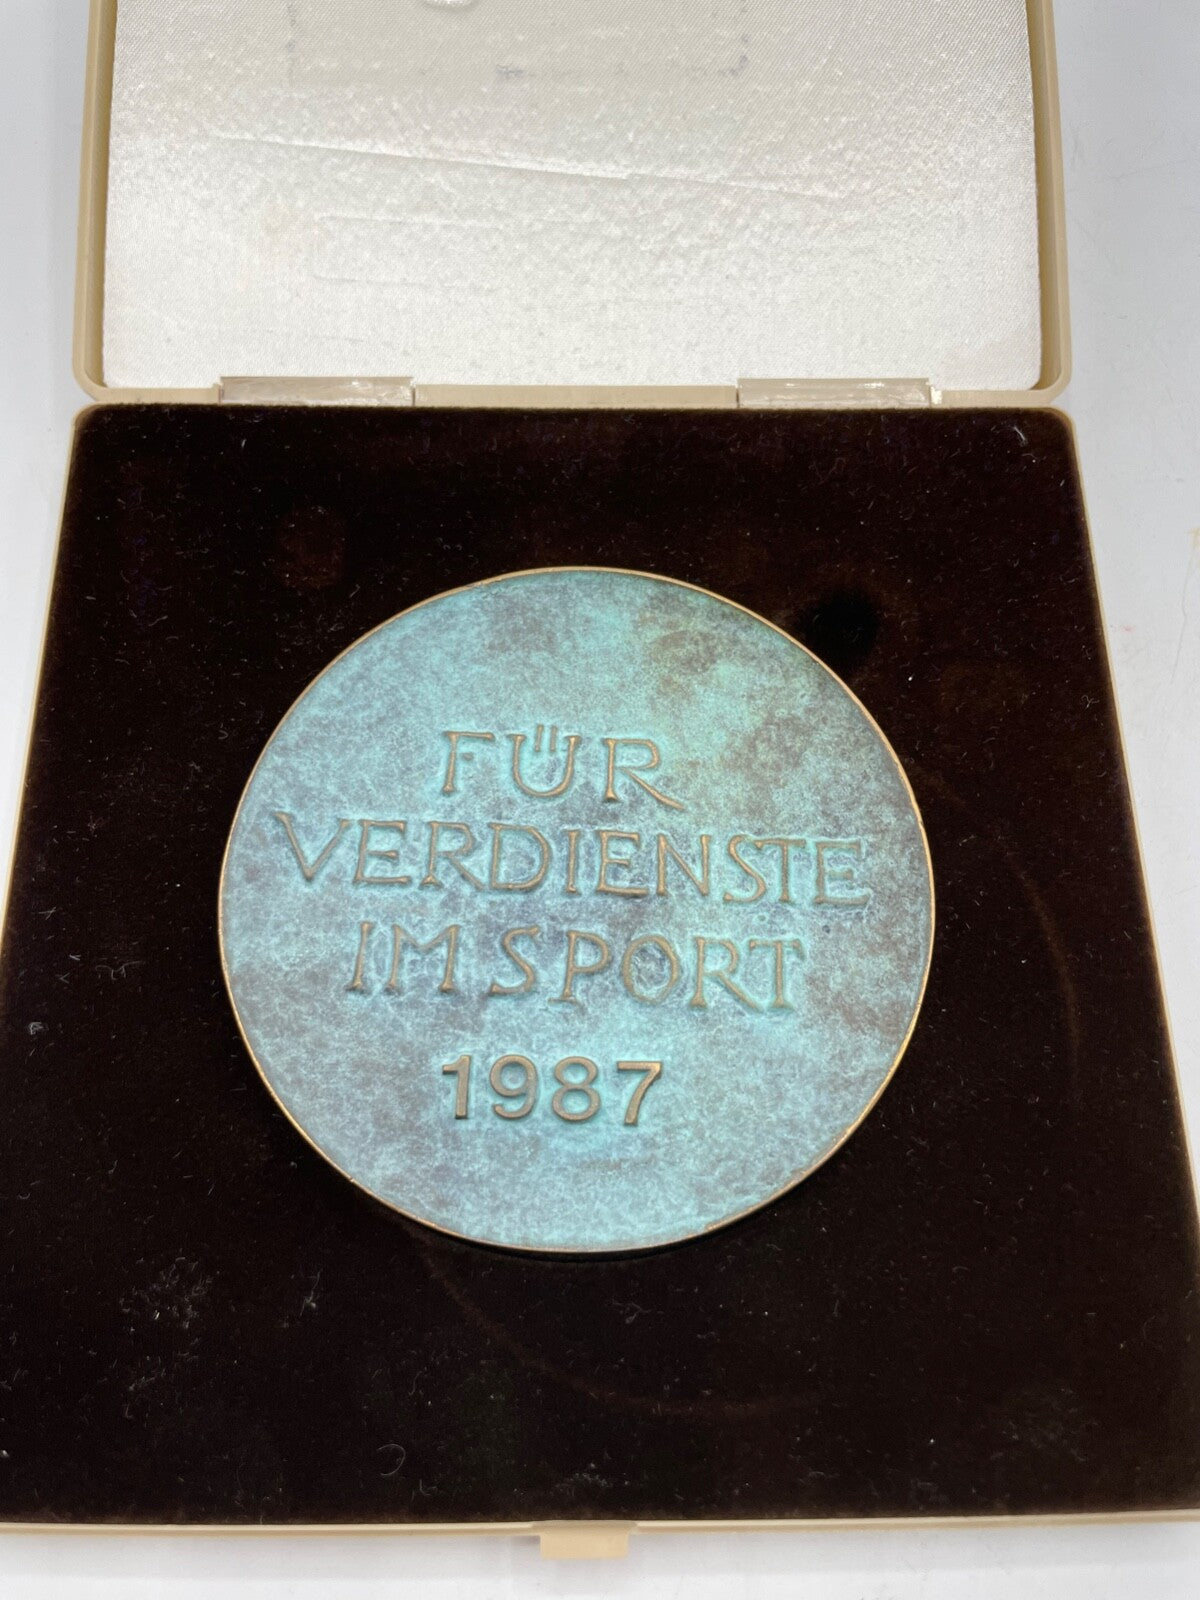 FÜR
VERDIENSTE
IM SPORT
1987